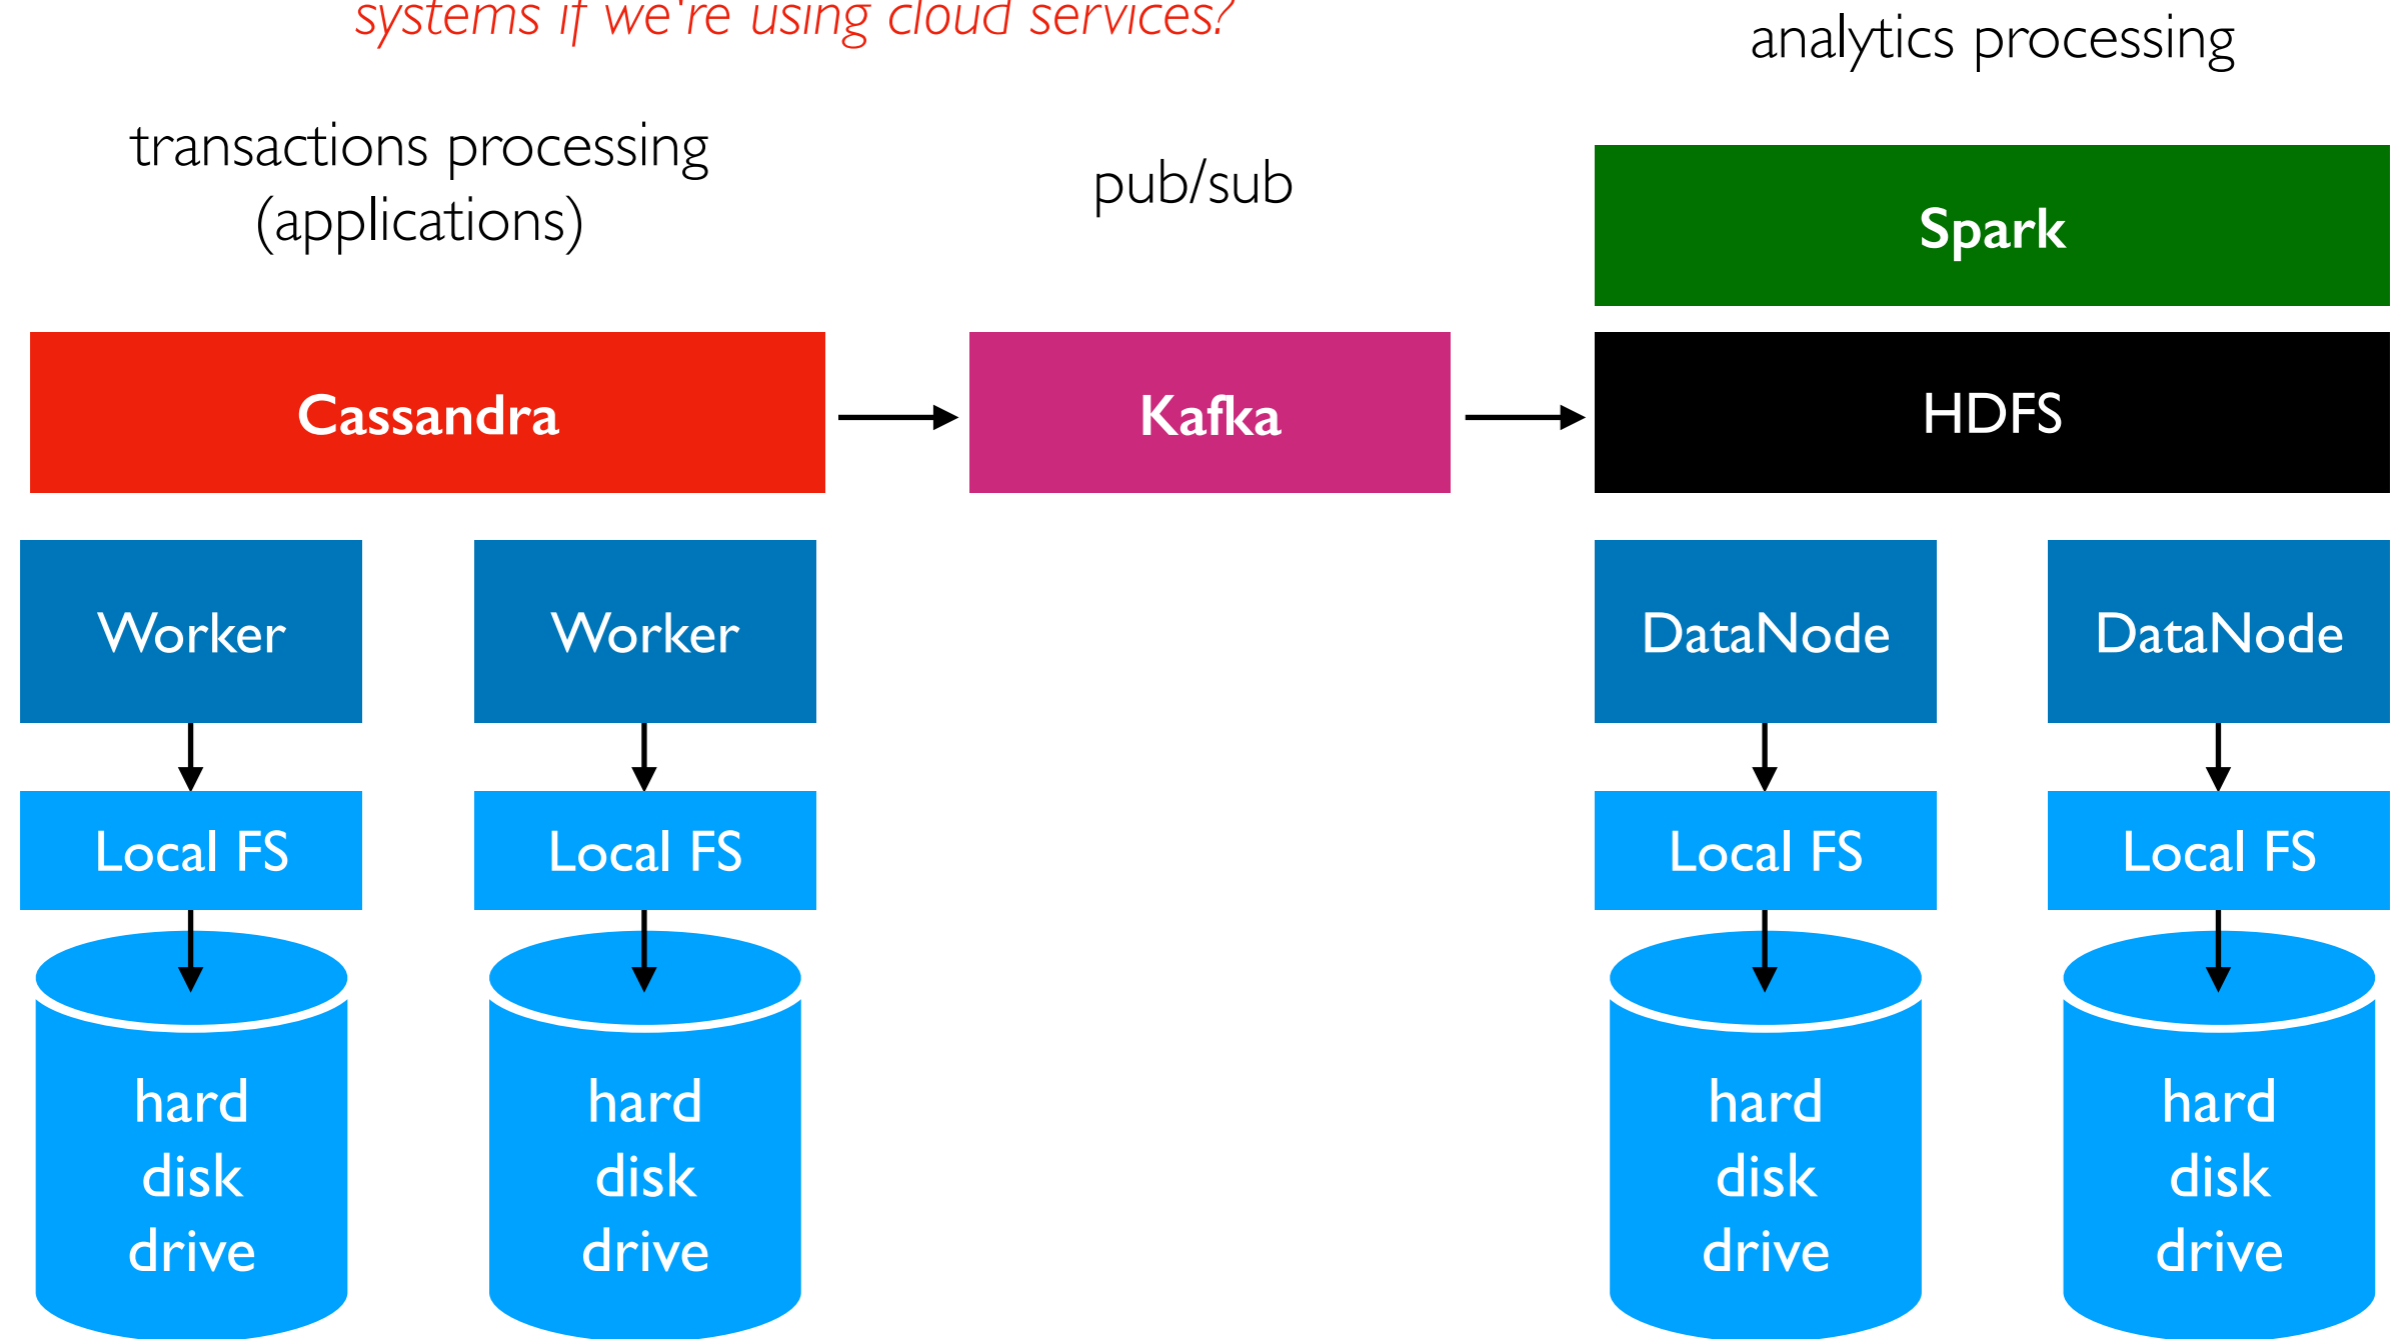 systems if we're using cloud services?
analytics processing
transactions processing
(applications)
pub/sub
Spark
Cassandra
Kafka
HDFS
Worker
Worker
DataNode
DataNode
Local FS
Local FS
Local FS
Local FS
hard
disk
drive
hard
disk
drive
hard
disk
drive
hard
disk
drive